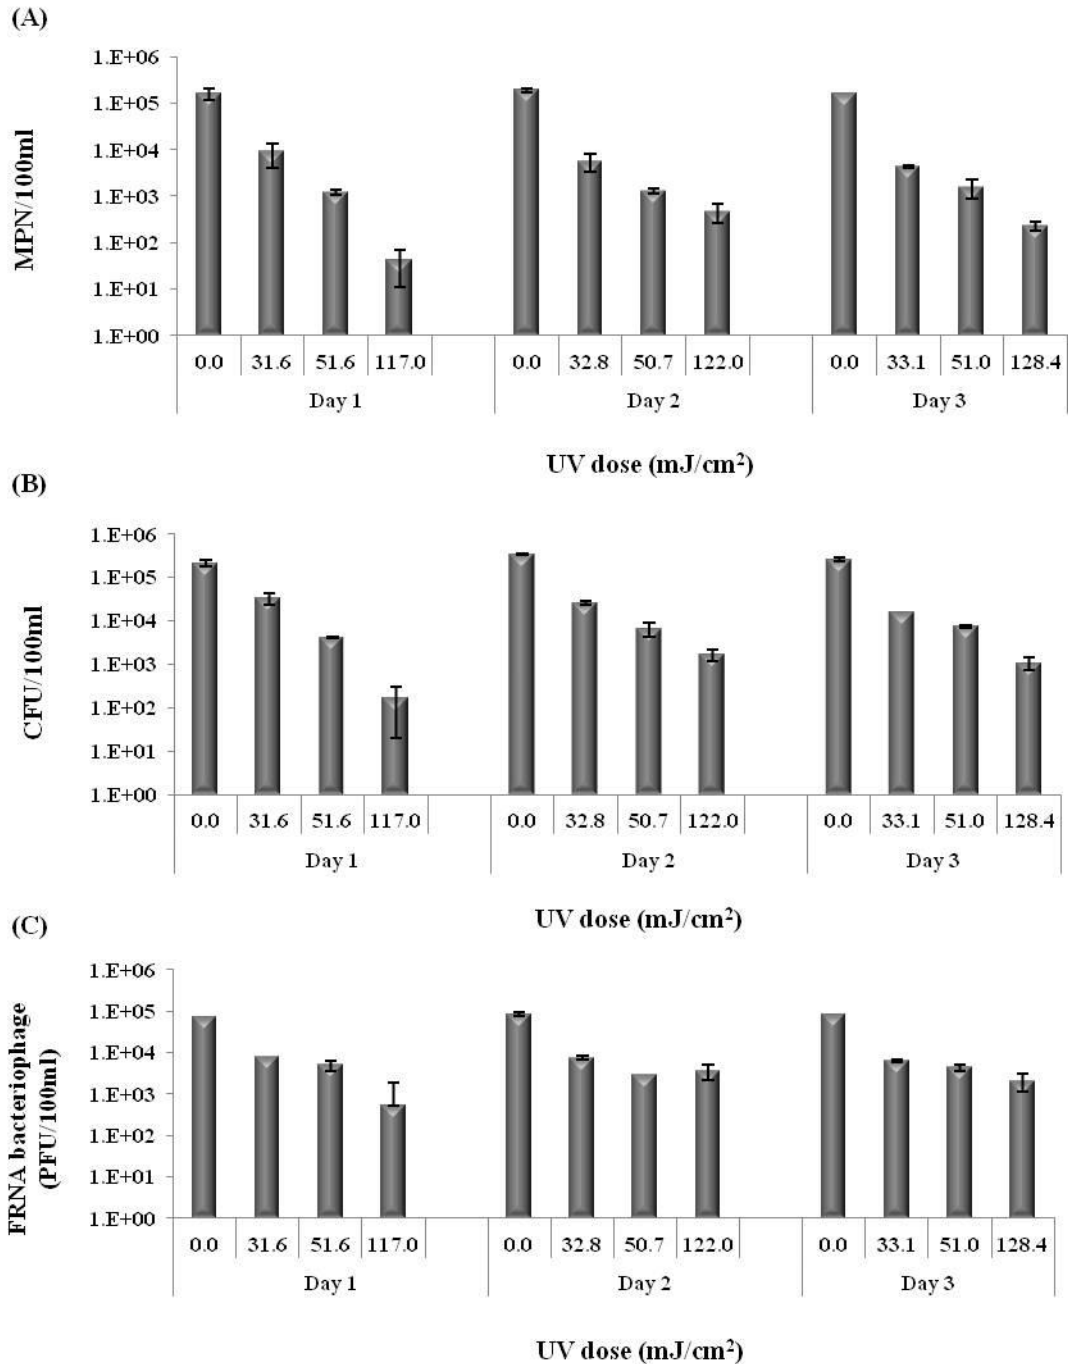 (A)
MPN/100ml
1.E+06
1.E+05
1.E+04
1.E+03
1.E+02
1.E+01
1.E+00
0.0 31.6 51.6 117.0 0.0 32.8 50.7 122.0 0.0 33.1 51.0 128.4
Day 1 Day 2 Day 3
UV dose (mJ/cm²)
(B)
CFU/100ml
1.E+06
1.E+05
1.E+04
1.E+03
1.E+02
1.E+01
1.E+00
0.0 31.6 51.6 117.0 0.0 32.8 50.7 122.0 0.0 33.1 51.0 128.4
Day 1 Day 2 Day 3
UV dose (mJ/cm²)
(C)
FRNA bacteriophage
(PFU/100ml)
1.E+06
1.E+05
1.E+04
1.E+03
1.E+02
1.E+01
1.E+00
0.0 31.6 51.6 117.0 0.0 32.8 50.7 122.0 0.0 33.1 51.0 128.4
Day 1 Day 2 Day 3
UV dose (mJ/cm²)